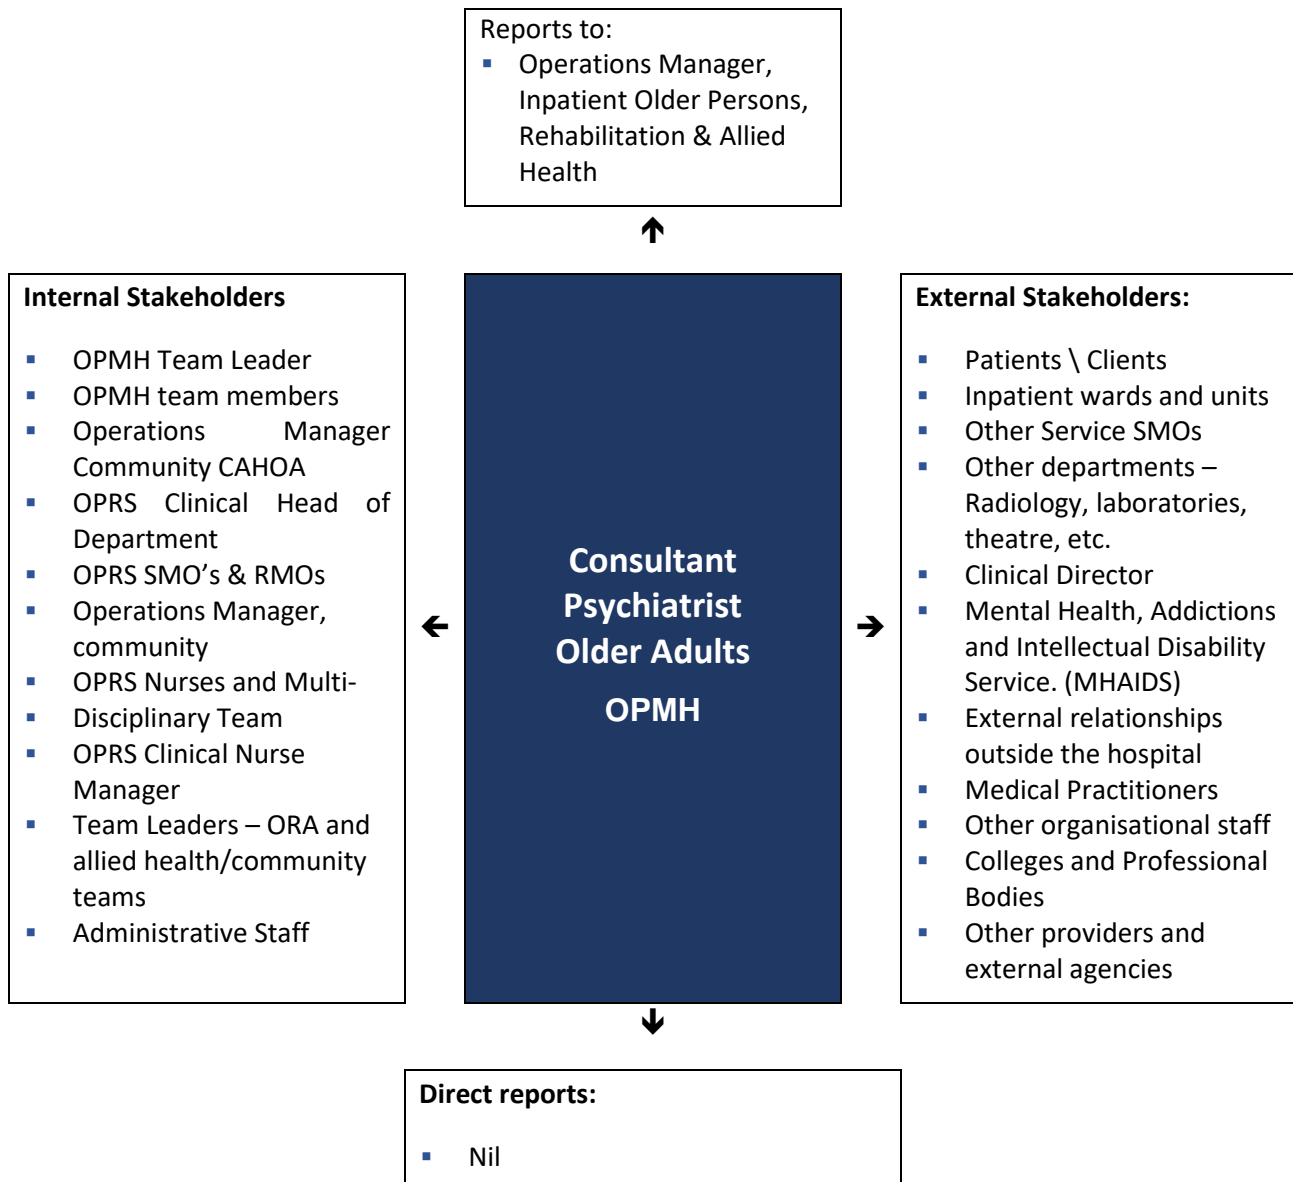 Reports to:
▪ Operations Manager,
Inpatient Older Persons,
Rehabilitation & Allied
Health
Internal Stakeholders
▪ OPMH Team Leader
▪ OPMH team members
▪ Operations Manager
Community CAHOA
▪ OPRS Clinical Head of
Department
▪ OPRS SMO’s & RMOs
▪ Operations Manager,
community
▪ OPRS Nurses and Multi-
▪ Disciplinary Team
▪ OPRS Clinical Nurse
Manager
▪ Team Leaders – ORA and
allied health/community
teams
▪ Administrative Staff
Consultant
Psychiatrist
Older Adults
OPMH
External Stakeholders:
▪ Patients \ Clients
▪ Inpatient wards and units
▪ Other Service SMOs
▪ Other departments –
Radiology, laboratories,
theatre, etc.
▪ Clinical Director
▪ Mental Health, Addictions
and Intellectual Disability
Service. (MHAIDS)
▪ External relationships
outside the hospital
▪ Medical Practitioners
▪ Other organisational staff
▪ Colleges and Professional
Bodies
▪ Other providers and
external agencies
Direct reports:
▪ Nil